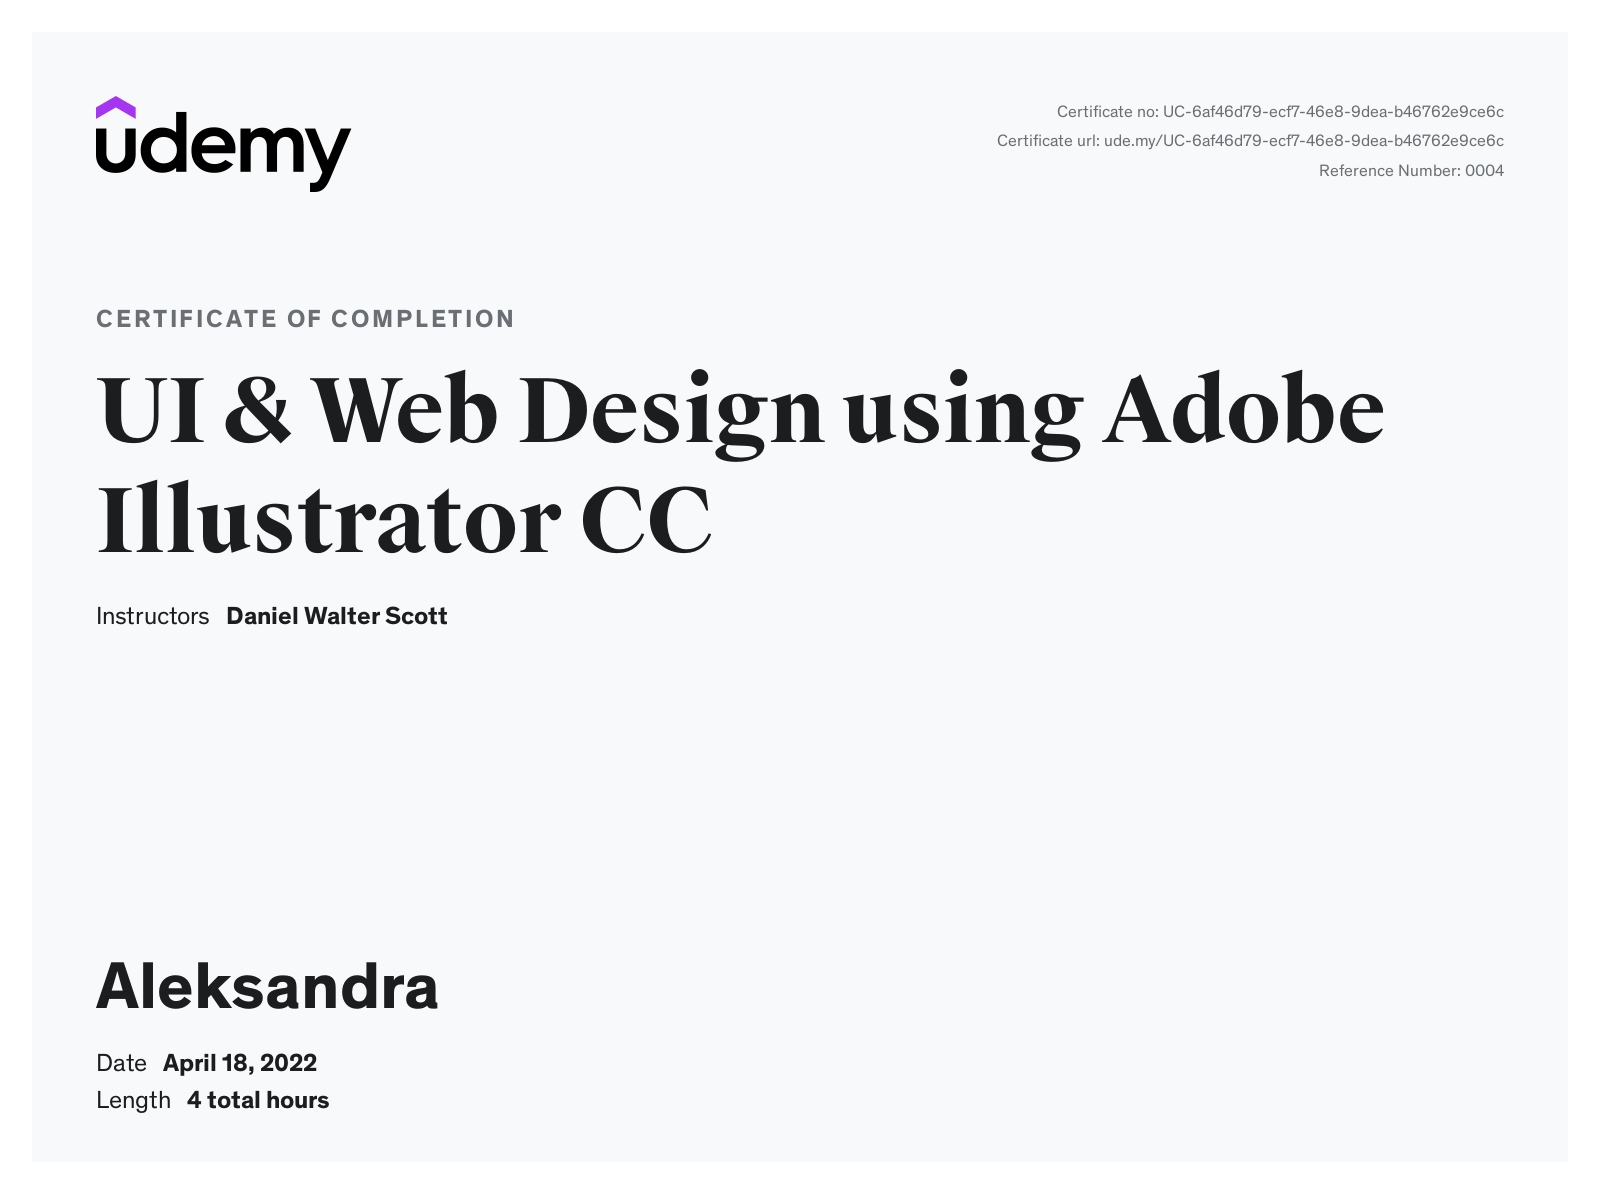 udemy
Certificate no: UC-6af46d79-ecf7-46e8-9dea-b46762e9ce6c
Certificate url: ude.my/UC-6af46d79-ecf7-46e8-9dea-b46762e9ce6c
Reference Number: 0004
CERTIFICATE OF COMPLETION
UI & Web Design using Adobe
Illustrator CC
Instructors Daniel Walter Scott
Aleksandra
Date April 18, 2022
Length 4 total hours